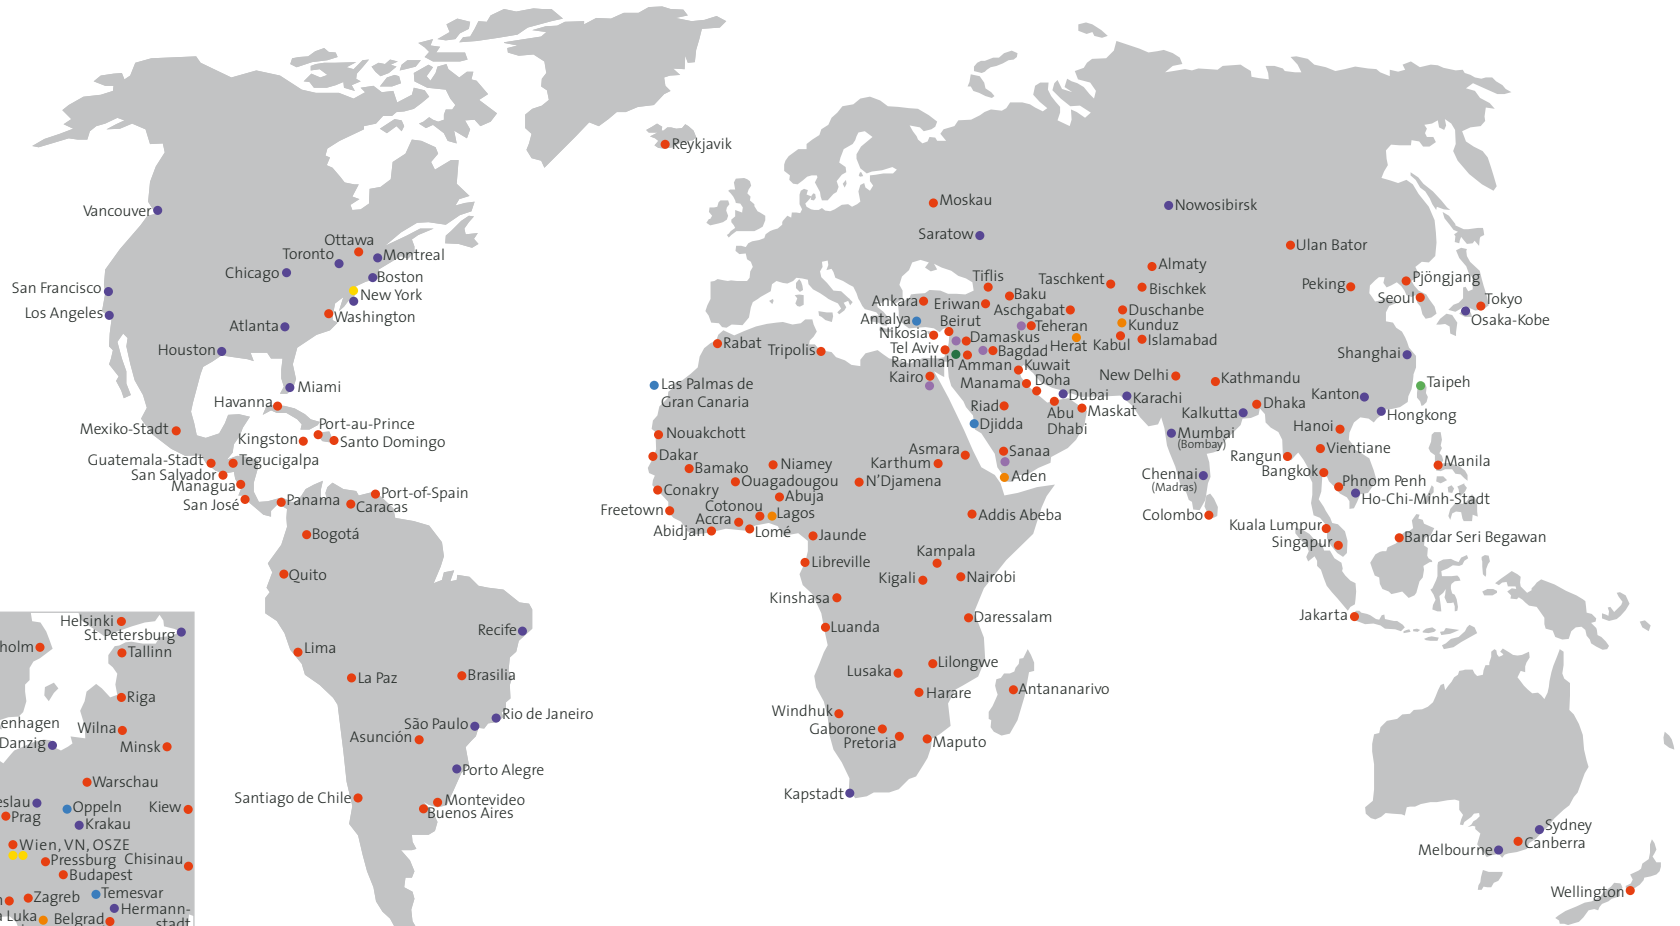 Reykjavik
Vancouver
Ottawa
Toronto
Montreal
Chicago
Boston
San Francisco
New York
Los Angeles
Washington
Atlanta
Houston
Miami
Havanna
Port-au-Prince
Mexiko-Stadt
Kingston
Santo Domingo
Guatemala-Stadt
Tegucigalpa
San Salvador
Managua
San José
Panama
Port-of-Spain
Caracas
Bogotá
Quito
Recife
Lima
La Paz
Brasilia
São Paulo
Rio de Janeiro
Asunción
Porto Alegre
Santiago de Chile
Montevideo
Buenos Aires
Helsinki
St. Petersburg
holm
Tallinn
Riga
enhagen
Wilna
Danzig
Minsk
Warschau
eslau
Oppeln
Kiew
Prag
Krakau
Wien, VN, OSZE
Pressburg
Chisinau
Budapest
Zagreb
Temesvar
Hermann-
stadt
Luka
Belgrad
Moskau
Nowosibirsk
Saratow
Ulan Bator
Tiflis
Taschkent
Almaty
Bischkek
Peking
Pjöngjang
Seoul
Tokyo
Osaka-Kobe
Ankara
Eriwan
Baku
Aschgabat
Duschanbe
Antalya
Beirut
Teheran
Kunduz
Nikosia
Damaskus
Herat
Kabul
Islamabad
Rabat
Tripolis
Tel Aviv
Bagdad
Shanghai
Ramallah
Amman
Kuwait
Kairo
Manama
Doha
New Delhi
Kathmandu
Taipeh
Las Palmas de
Gran Canaria
Dubai
Karachi
Kanton
Riad
Abu
Dhabi
Maskat
Kalkutta
Dhaka
Hongkong
Djidda
Mumbai
(Bombay)
Hanoi
Nouakchott
Dakar
Asmara
Sanaa
Rangun
Vientiane
Manila
Bamako
Niamey
Karthum
Bangkok
Ouagadougou
N'Djamena
Aden
Chennai
(Madras)
Phnom Penh
Conakry
Abuja
Ho-Chi-Minh-Stadt
Freetown
Cotonou
Lagos
Addis Abeba
Colombo
Accra
Abidjan
Lomé
Jaunde
Kuala Lumpur
Singapur
Bandar Seri Begawan
Libreville
Kampala
Kigali
Nairobi
Kinshasa
Daressalam
Jakarta
Luanda
Lusaka
Lilongwe
Harare
Antananarivo
Windhuk
Gaborone
Pretoria
Maputo
Kapstadt
Sydney
Canberra
Melbourne
Wellington